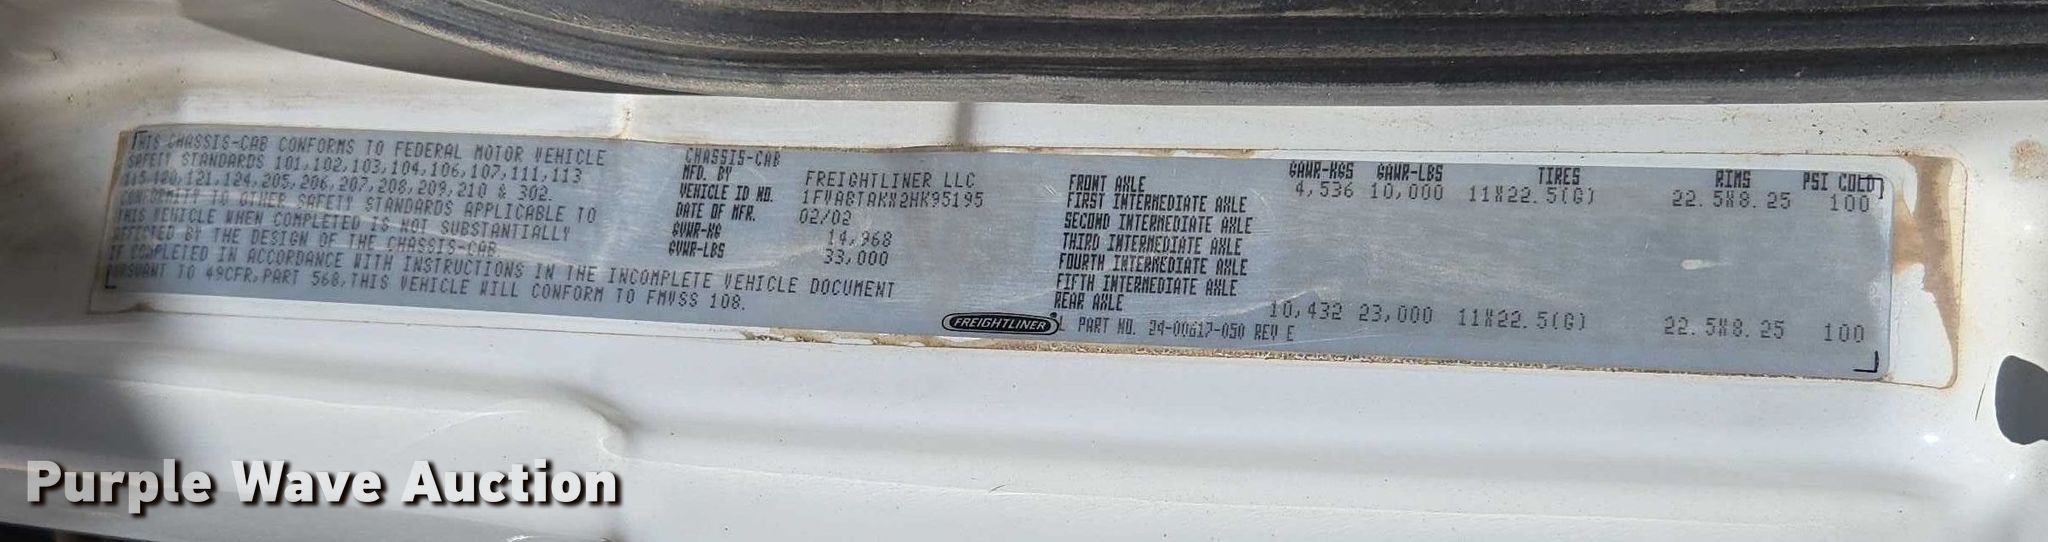 THIS CHASSIS-CAB CONFORMS TO FEDERAL MOTOR VEHICLE
SAFETY STANDARDS 101,102,103,104,106,107,111,113
115,120,121,124,205,206,207,208,209,210 & 302.
CONFORMITY TO OTHER SAFETY STANDARDS APPLICABLE TO
THIS VEHICLE WHEN COMPLETED IS NOT SUBSTANTIALLY
AFFECTED BY THE DESIGN OF THE CHASSIS-CAB
IF COMPLETED IN ACCORDANCE WITH INSTRUCTIONS IN THE INCOMPLETE VEHICLE DOCUMENT
PURSUANT TO 49CFR,PART 568,THIS VEHICLE WILL CONFORM TO FMVSS 108.
CHASSIS-CAB
MFD. BY FREIGHTLINER LLC
VEHICLE ID NO. 1FVABTAKX2HK95195
DATE OF MFR. 02/02
GVWR-KG 14,968
GVWR-LBS 33,000
GAWR-KGS GAWR-LBS TIRES RIMS PSI COLD
FRONT AXLE 4,536 10,000 11X22.5(G) 22.5X8.25 100
FIRST INTERMEDIATE AXLE
SECOND INTERMEDIATE AXLE
THIRD INTERMEDIATE AXLE
FOURTH INTERMEDIATE AXLE
FIFTH INTERMEDIATE AXLE
REAR AXLE 10,432 23,000 11X22.5(G) 22.5X8.25 100
FREIGHTLINER ® PART NO. 24-00617-050 REV E
Purple Wave Auction